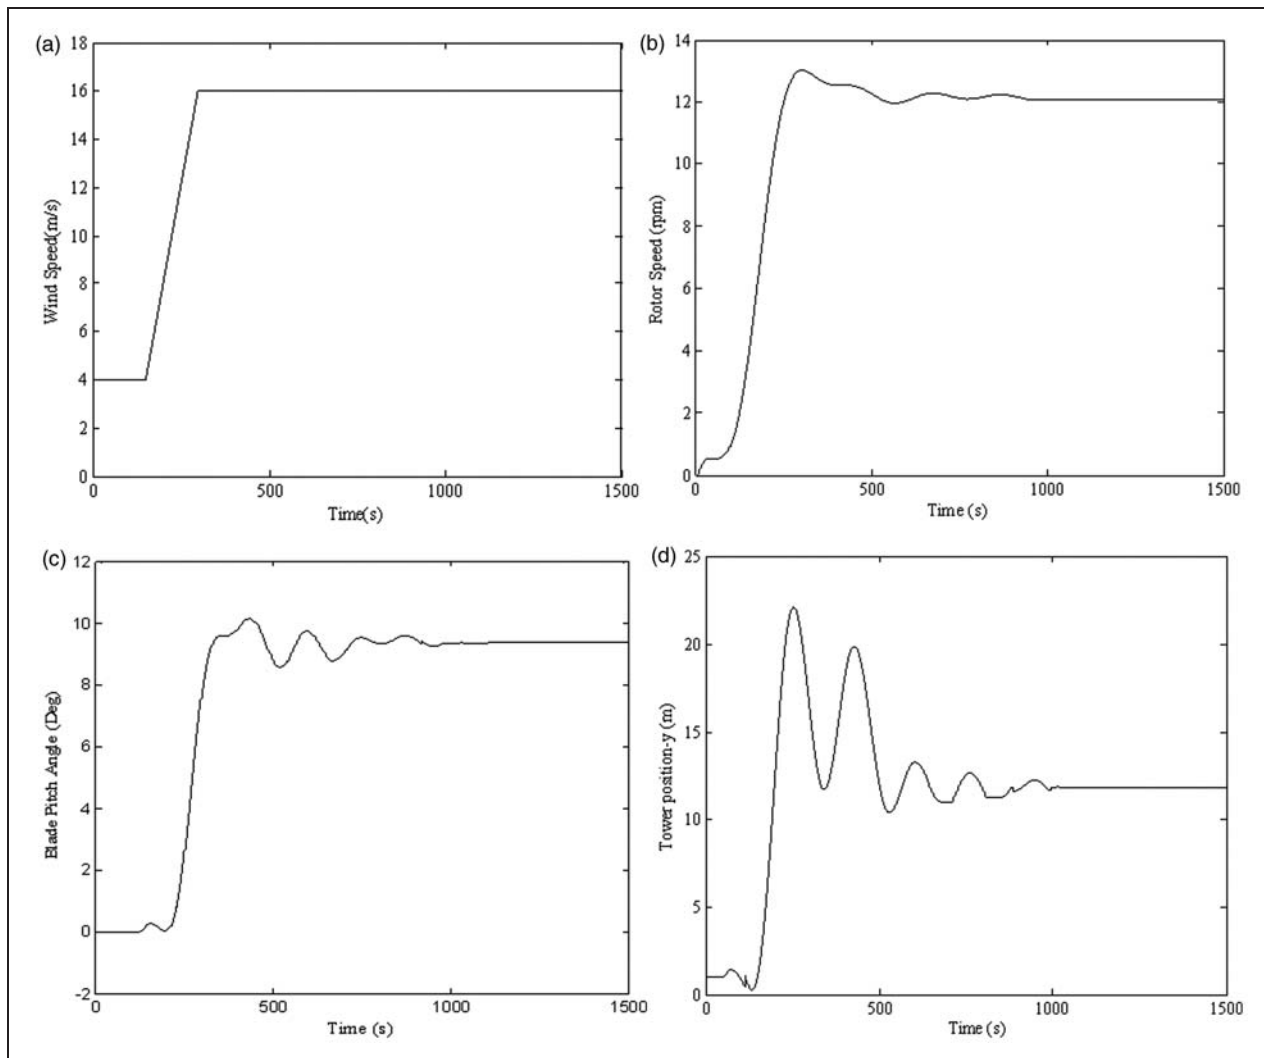 (a)
18
16
14
12
10
8
6
4
2
0
Wind Speed(m/s)
0 500 1000 1500
Time(s)
(b)
14
12
10
8
6
4
2
0
Rotor Speed (rpm)
0 500 1000 1500
Time (s)
(c)
12
10
8
6
4
2
0
-2
Blade Pitch Angle (Deg)
0 500 1000 1500
Time (s)
(d)
25
20
15
10
5
0
Tower position-y (m)
0 500 1000 1500
Time (s)